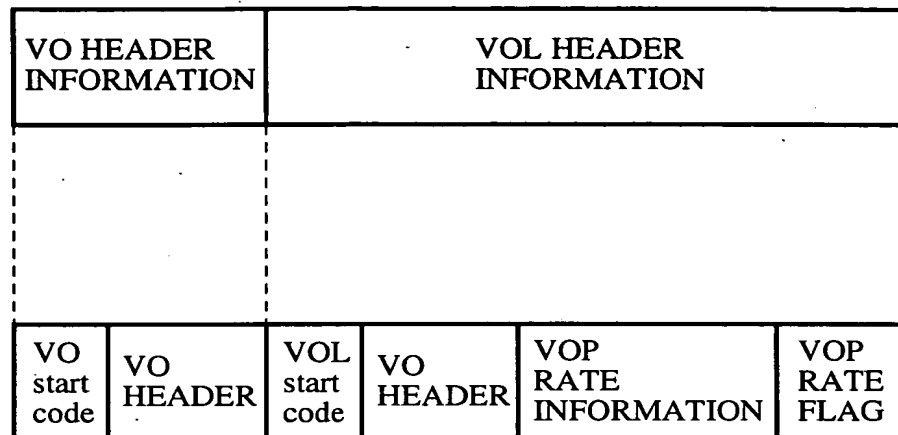 VO HEADER
INFORMATION
VOL HEADER
INFORMATION
VO
start
code
VO
HEADER
VOL
start
code
VO
HEADER
VOP
RATE
INFORMATION
VOP
RATE
FLAG